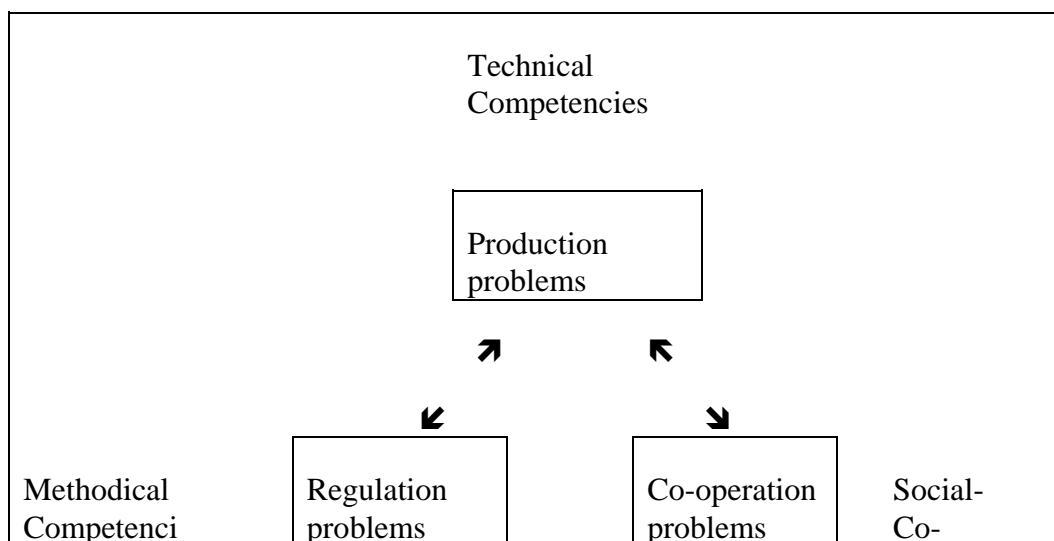 Technical
Competencies
Production
problems
Methodical
Competenci
Regulation
problems
Co-operation
problems
Social-
Co-